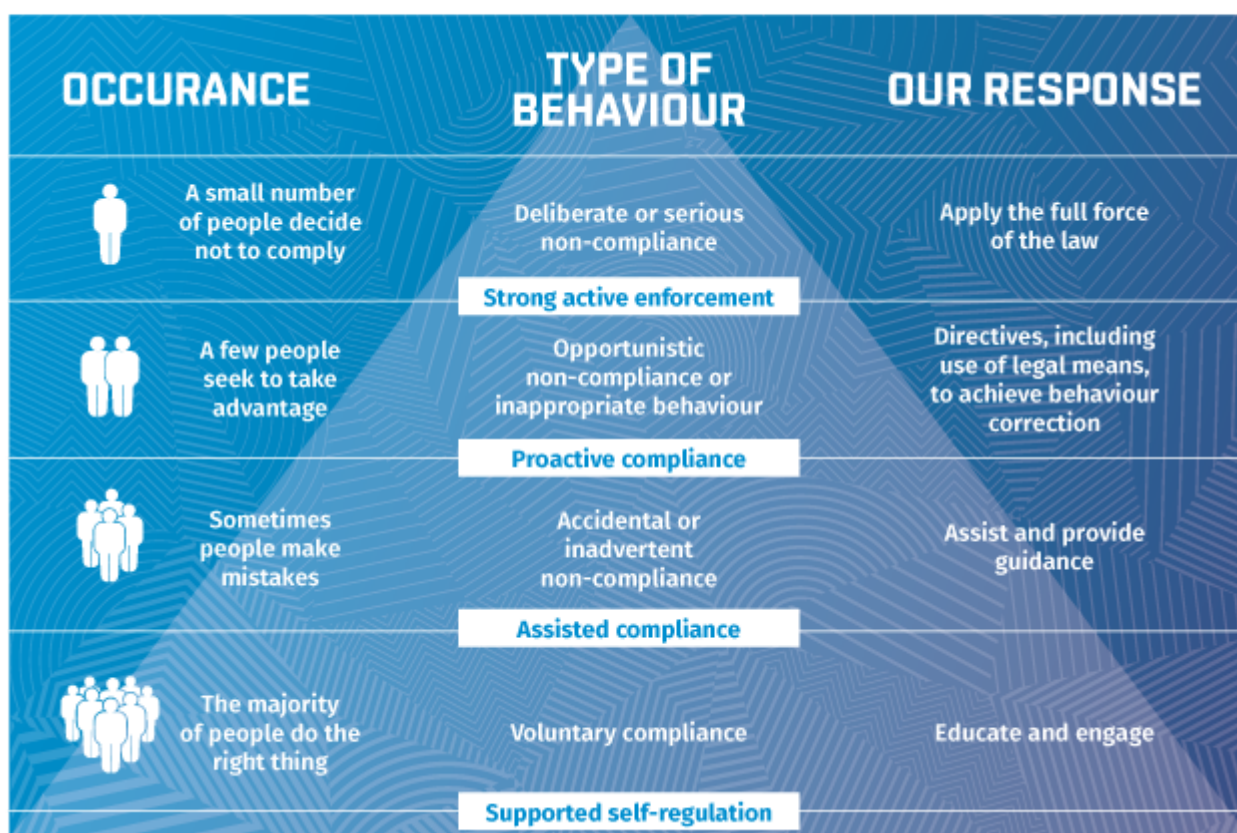 OCCURANCE
TYPE OF
BEHAVIOUR
OUR RESPONSE
A small number
of people decide
not to comply
Deliberate or serious
non-compliance
Apply the full force
of the law
Strong active enforcement
A few people
seek to take
advantage
Opportunistic
non-compliance or
inappropriate behaviour
Directives, including
use of legal means,
to achieve behaviour
correction
Proactive compliance
Sometimes
people make
mistakes
Accidental or
inadvertent
non-compliance
Assist and provide
guidance
Assisted compliance
The majority
of people do the
right thing
Voluntary compliance
Educate and engage
Supported self-regulation